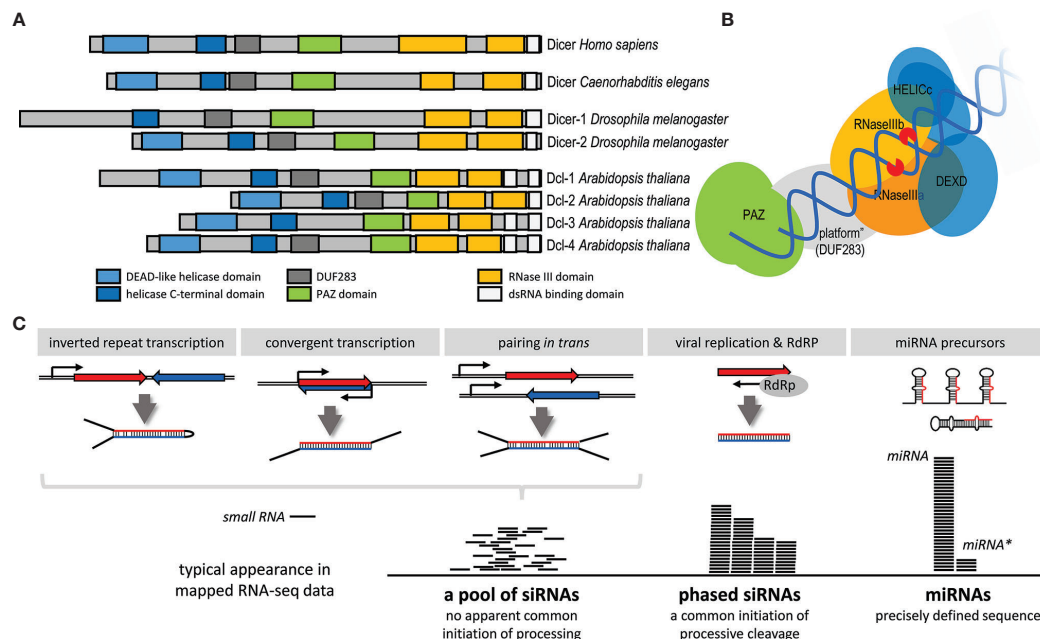 A
Dicer Homo sapiens
Dicer Caenorhabditis elegans
Dicer-1 Drosophila melanogaster
Dicer-2 Drosophila melanogaster
Dcl-1 Arabidopsis thaliana
Dcl-2 Arabidopsis thaliana
Dcl-3 Arabidopsis thaliana
Dcl-4 Arabidopsis thaliana
DEAD-like helicase domain
helicase C-terminal domain
DUF283
PAZ domain
RNase III domain
dsRNA binding domain
B
HELICc
RNaseIIIb
DEXD
RNaseIIIa
PAZ
platform"
(DUF283)
C
inverted repeat transcription
convergent transcription
pairing in trans
viral replication & RdRP
miRNA precursors
RdRp
small RNA
miRNA
miRNA*
typical appearance in
mapped RNA-seq data
a pool of siRNAs
no apparent common
initiation of processing
phased siRNAs
a common initiation of
processive cleavage
miRNAs
precisely defined sequence